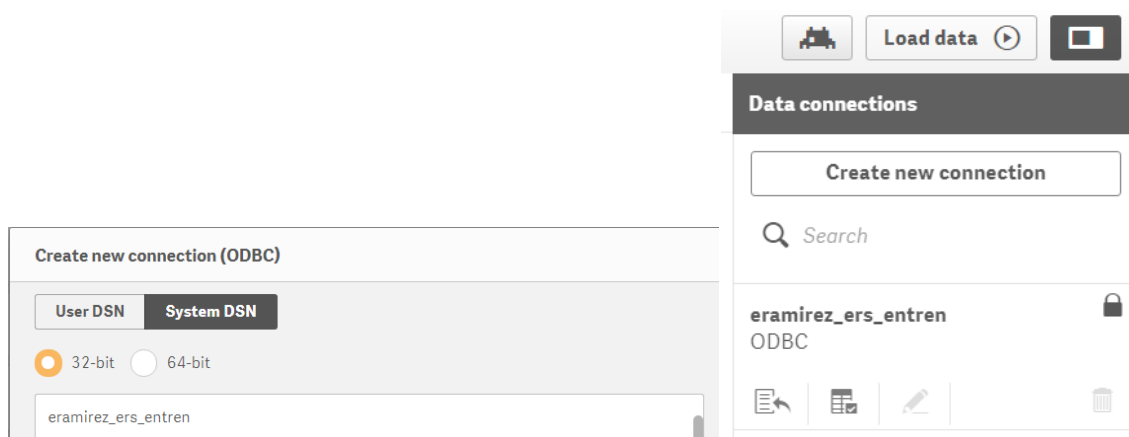 Load data
Data connections
Create new connection
Search
Create new connection (ODBC)
User DSN System DSN
eramirez_ers_entren
ODBC
32-bit 64-bit
eramirez_ers_entren